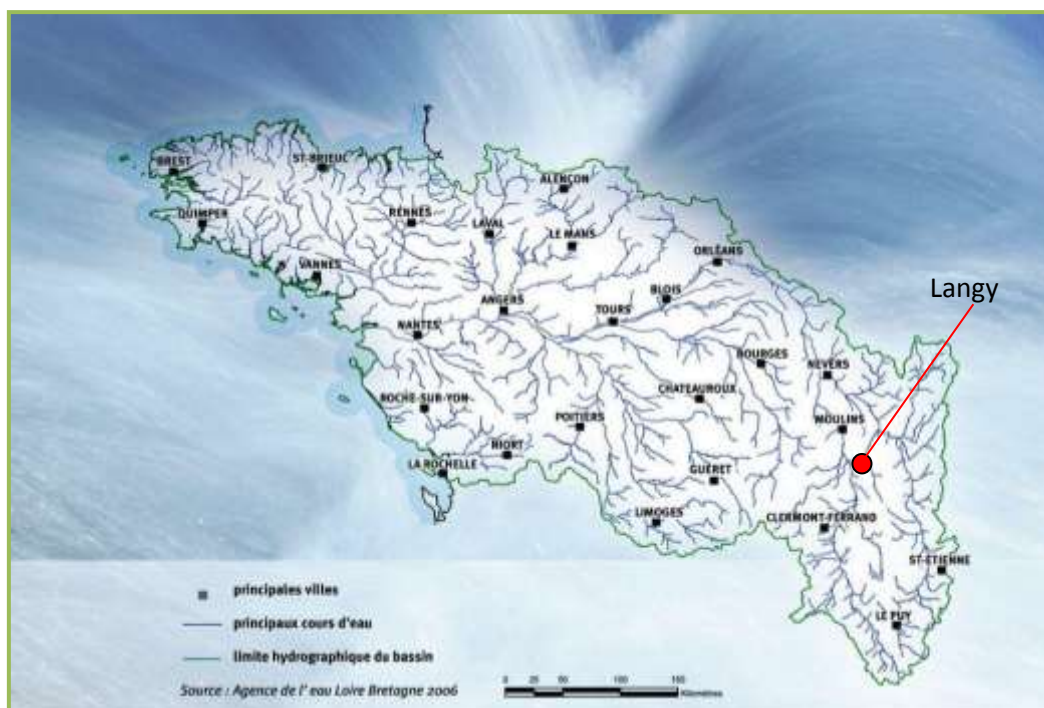 BREST
ST-BRIEUC
ALENÇON
QUIMPER
RENNES
LAVAL
LE MANS
ORLÉANS
VANNES
BLOIS
Langy
ANGERS
TOURS
NANTES
BOURGES
NEVERS
CHATEAUROUX
ROCHE-SUR-YON
POITIERS
MOULINS
NIORT
LA ROCHELLE
GUÉRET
LIMOGES
CLERMONT-FERRAND
ST-ETIENNE
LE PUY
principales villes
principaux cours d'eau
limite hydrographique du bassin
Source : Agence de l' eau Loire Bretagne 2006
0 25 50 100 150
Kilomètres